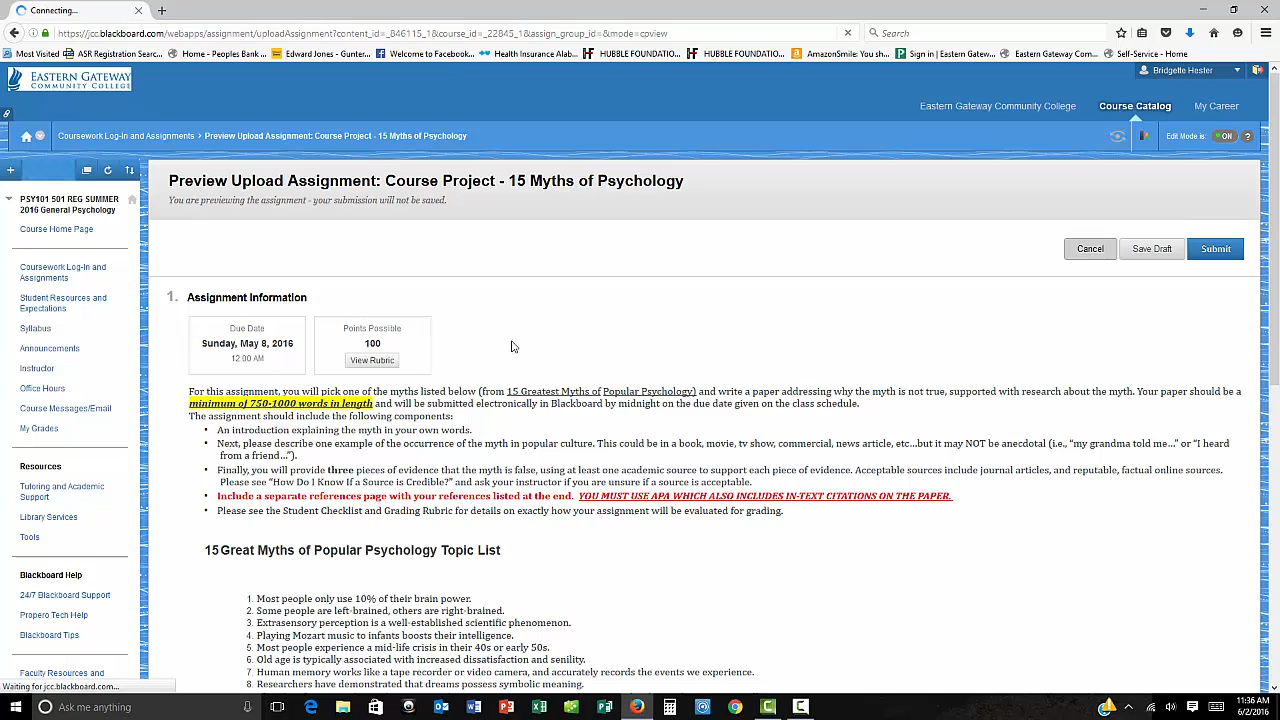 Connecting...
https://jcc.blackboard.com/webapps/assignment/uploadAssignment?content_id=_846115_1&course_id=_22845_1&assign_group_id=&mode=cpview
Search
Most Visited
ASR Registration Searc...
Home - Peoples Bank ...
Edward Jones - Gunter...
Welcome to Facebook...
Health Insurance Alab...
HUBBLE FOUNDATIO...
HUBBLE FOUNDATIO...
AmazonSmile: You sh...
Sign in | Eastern Gatew...
Eastern Gateway Com...
Self-Service - Home
EASTERN GATEWAY
COMMUNITY COLLEGE
Bridgette Hester
Eastern Gateway Community College
Course Catalog
My Career
Coursework Log-In and Assignments > Preview Upload Assignment: Course Project - 15 Myths of Psychology
Edit Mode is: ON ?
PSY101 501 REG SUMMER
2016 General Psychology
Course Home Page
Coursework Log-In and
Assignments
Student Resources and
Expectations
Syllabus
Announcements
Instructor
Office Hours
Course Messages/Email
My Grades
Resources
Tutoring and Academic
Support
Library Services
Tools
Blackboard Help
24/7 Blackboard Support
Propero Tech Help
Blackboard Tips
Faculty Resources and
Waiting for jcc.blackboard.com...
Preview Upload Assignment: Course Project - 15 Myths of Psychology
You are previewing the assignment - your submission will not be saved.
Cancel
Save Draft
Submit
1. Assignment Information
Due Date
Sunday, May 8, 2016
12:00 AM
Points Possible
100
View Rubric
For this assignment, you will pick one of the myths listed below (from 15 Greatest Myths of Popular Psychology) and write a paper addressing why the myth is not true, supported with research about the myth. Your paper should be a
minimum of 750-1000 words in length and will be submitted electronically in Blackboard by midnight on the due date given on the class schedule.
The assignment should include the following components:
• An introduction explaining the myth in your own words.
• Next, please describe one example of the occurrence of the myth in popular culture. This could be in a book, movie, tv show, commercial, news article, etc...but it may NOT be anecdotal (i.e., “my grandma told me...” or “I heard
from a friend...”).
• Finally, you will provide three pieces of evidence that the myth is false, using at least one academic source to support each piece of evidence. Acceptable sources include journal articles, and reputable, factual online sources.
Please see “How Do I Know If a Source is Credible?” and ask your instructor if you are unsure if a source is acceptable.
• Include a separate references page with your references listed at the end. YOU MUST USE APA WHICH ALSO INCLUDES IN-TEXT CITATIONS ON THE PAPER.
• Please see the Student Checklist and Grading Rubric for details on exactly how your assignment will be evaluated for grading.
15 Great Myths of Popular Psychology Topic List
1. Most people only use 10% of their brain power.
2. Some people are left-brained, others are right-brained.
3. Extrasensory perception is a well-established scientific phenomenon.
4. Playing Mozart music to infants boosts their intelligence.
5. Most people experience a mid-life crisis in their 40s or early 50s.
6. Old age is typically associated with increased dissatisfaction and senility.
7. Human memory works like a tape recorder or video camera, and accurately records the events we experience.
8. Researchers have demonstrated that dreams possess symbolic meaning.
Ask me anything
11:36 AM
6/2/2016